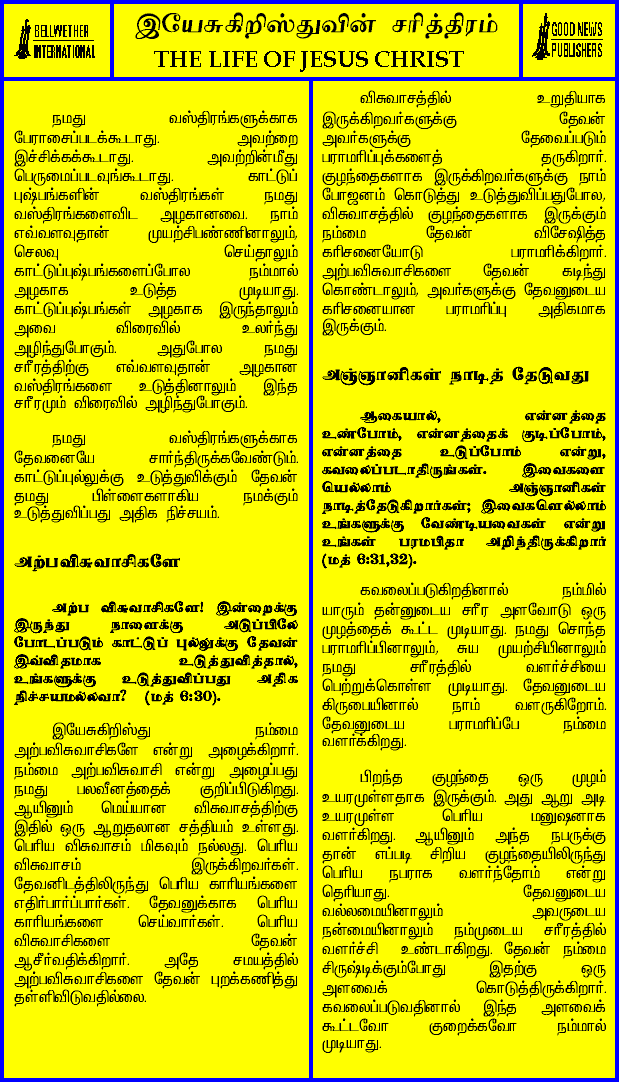 BELLWETHER
INTERNATIONAL
இயேசுகிறிஸ்துவின் சரித்திரம்
THE LIFE OF JESUS CHRIST
GOOD NEWS
PUBLISHERS
நமது வஸ்திரங்களுக்காக
பேராசைப்படக்கூடாது. அவற்றை
இச்சிக்கக்கூடாது. அவற்றின்மீது
பெருமைப்படவுங்கூடாது. காட்டுப்
புஷ்பங்களின் வஸ்திரங்கள் நமது
வஸ்திரங்களைவிட அழகானவை. நாம்
எவ்வளவுதான் முயற்சிபண்ணினாலும்,
செலவு செய்தாலும்
காட்டுப்புஷ்பங்களைப்போல நம்மால்
அழகாக உடுத்த முடியாது.
காட்டுப்புஷ்பங்கள் அழகாக இருந்தாலும்
அவை விரைவில் உலர்ந்து
அழிந்துபோகும். அதுபோல நமது
சரீரத்திற்கு எவ்வளவுதான் அழகான
வஸ்திரங்களை உடுத்தினாலும் இந்த
சரீரமும் விரைவில் அழிந்துபோகும்.
நமது வஸ்திரங்களுக்காக
தேவனையே சார்ந்திருக்கவேண்டும்.
காட்டுப்புல்லுக்கு உடுத்துவிக்கும் தேவன்
தமது பிள்ளைகளாகிய நமக்கும்
உடுத்துவிப்பது அதிக நிச்சயம்.
அற்பவிசுவாசிகளே
அற்ப விசுவாசிகளே! இன்றைக்கு
இருந்து நாளைக்கு அடுப்பிலே
போடப்படும் காட்டுப் புல்லுக்கு தேவன்
இவ்விதமாக உடுத்துவித்தால்,
உங்களுக்கு உடுத்துவிப்பது அதிக
நிச்சயமல்லவா? (மத் 6:30).
இயேசுகிறிஸ்து நம்மை
அற்பவிசுவாசிகளே என்று அழைக்கிறார்.
நம்மை அற்பவிசுவாசி என்று அழைப்பது
நமது பலவீனத்தைக் குறிப்பிடுகிறது.
ஆயினும் மெய்யான விசுவாசத்திற்கு
இதில் ஒரு ஆறுதலான சத்தியம் உள்ளது.
பெரிய விசுவாசம் மிகவும் நல்லது. பெரிய
விசுவாசம் இருக்கிறவர்கள்.
தேவனிடத்திலிருந்து பெரிய காரியங்களை
எதிர்பார்ப்பார்கள். தேவனுக்காக பெரிய
காரியங்களை செய்வார்கள். பெரிய
விசுவாசிகளை தேவன்
ஆசீர்வதிக்கிறார். அதே சமயத்தில்
அற்பவிசுவாசிகளை தேவன் புறக்கணித்து
தள்ளிவிடுவதில்லை.
விசுவாசத்தில் உறுதியாக
இருக்கிறவர்களுக்கு தேவன்
அவர்களுக்கு தேவைப்படும்
பராமரிப்புக்களைத் தருகிறார்.
குழந்தைகளாக இருக்கிறவர்களுக்கு நாம்
போஜனம் கொடுத்து உடுத்துவிப்பதுபோல,
விசுவாசத்தில் குழந்தைகளாக இருக்கும்
நம்மை தேவன் விசேஷித்த
கரிசனையோடு பராமரிக்கிறார்.
அற்பவிசுவாசிகளை தேவன் கடிந்து
கொண்டாலும், அவர்களுக்கு தேவனுடைய
கரிசனையான பராமரிப்பு அதிகமாக
இருக்கும்.
அஞ்ஞானிகள் நாடித் தேடுவது
ஆகையால், என்னத்தை
உண்போம், என்னத்தைக் குடிப்போம்,
என்னத்தை உடுப்போம் என்று,
கவலைப்படாதிருங்கள். இவைகளை
யெல்லாம் அஞ்ஞானிகள்
நாடித்தேடுகிறார்கள்; இவைகளெல்லாம்
உங்களுக்கு வேண்டியவைகள் என்று
உங்கள் பரமபிதா அறிந்திருக்கிறார்
(மத் 6:31,32).
கவலைப்படுகிறதினால் நம்மில்
யாரும் தன்னுடைய சரீர அளவோடு ஒரு
முழத்தைக் கூட்ட முடியாது. நமது சொந்த
பராமரிப்பினாலும், சுய முயற்சியினாலும்
நமது சரீரத்தில் வளர்ச்சியை
பெற்றுக்கொள்ள முடியாது. தேவனுடைய
கிருபையினால் நாம் வளருகிறோம்.
தேவனுடைய பராமரிப்பே நம்மை
வளர்க்கிறது.
பிறந்த குழந்தை ஒரு முழம்
உயரமுள்ளதாக இருக்கும். அது ஆறு அடி
உயரமுள்ள பெரிய மனுஷனாக
வளர்கிறது. ஆயினும் அந்த நபருக்கு
தான் எப்படி சிறிய குழந்தையிலிருந்து
பெரிய நபராக வளர்ந்தோம் என்று
தெரியாது. தேவனுடைய
வல்லமையினாலும் அவருடைய
நன்மையினாலும் நம்முடைய சரீரத்தில்
வளர்ச்சி உண்டாகிறது. தேவன் நம்மை
சிருஷ்டிக்கும்போது இதற்கு ஒரு
அளவைக் கொடுத்திருக்கிறார்.
கவலைப்படுவதினால் இந்த அளவைக்
கூட்டவோ குறைக்கவோ நம்மால்
முடியாது.